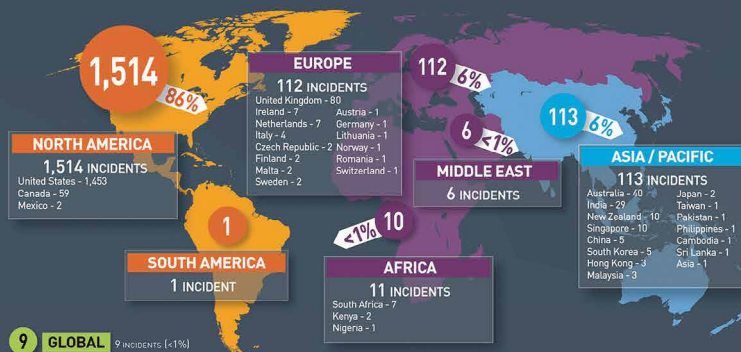 1,514
86%
NORTH AMERICA
1,514 INCIDENTS
United States - 1,453
Canada - 59
Mexico - 2
1
SOUTH AMERICA
1 INCIDENT
EUROPE
112 INCIDENTS
United Kingdom - 80
Ireland - 7
Netherlands - 7
Italy - 4
Czech Republic - 2
Finland - 2
Malta - 2
Sweden - 2
Austria - 1
Germany - 1
Lithuania - 1
Norway - 1
Romania - 1
Switzerland - 1
112
6%
6
<1%
MIDDLE EAST
6 INCIDENTS
<1%
10
AFRICA
11 INCIDENTS
South Africa - 7
Kenya - 2
Nigeria - 1
113
6%
ASIA / PACIFIC
113 INCIDENTS
Australia - 40
India - 29
New Zealand - 10
Singapore - 10
China - 5
South Korea - 5
Hong Kong - 3
Malaysia - 3
Japan - 2
Taiwan - 1
Pakistan - 1
Philippines - 1
Cambodia - 1
Sri Lanka - 1
Asia - 1
9 GLOBAL 9 INCIDENTS (<1%)